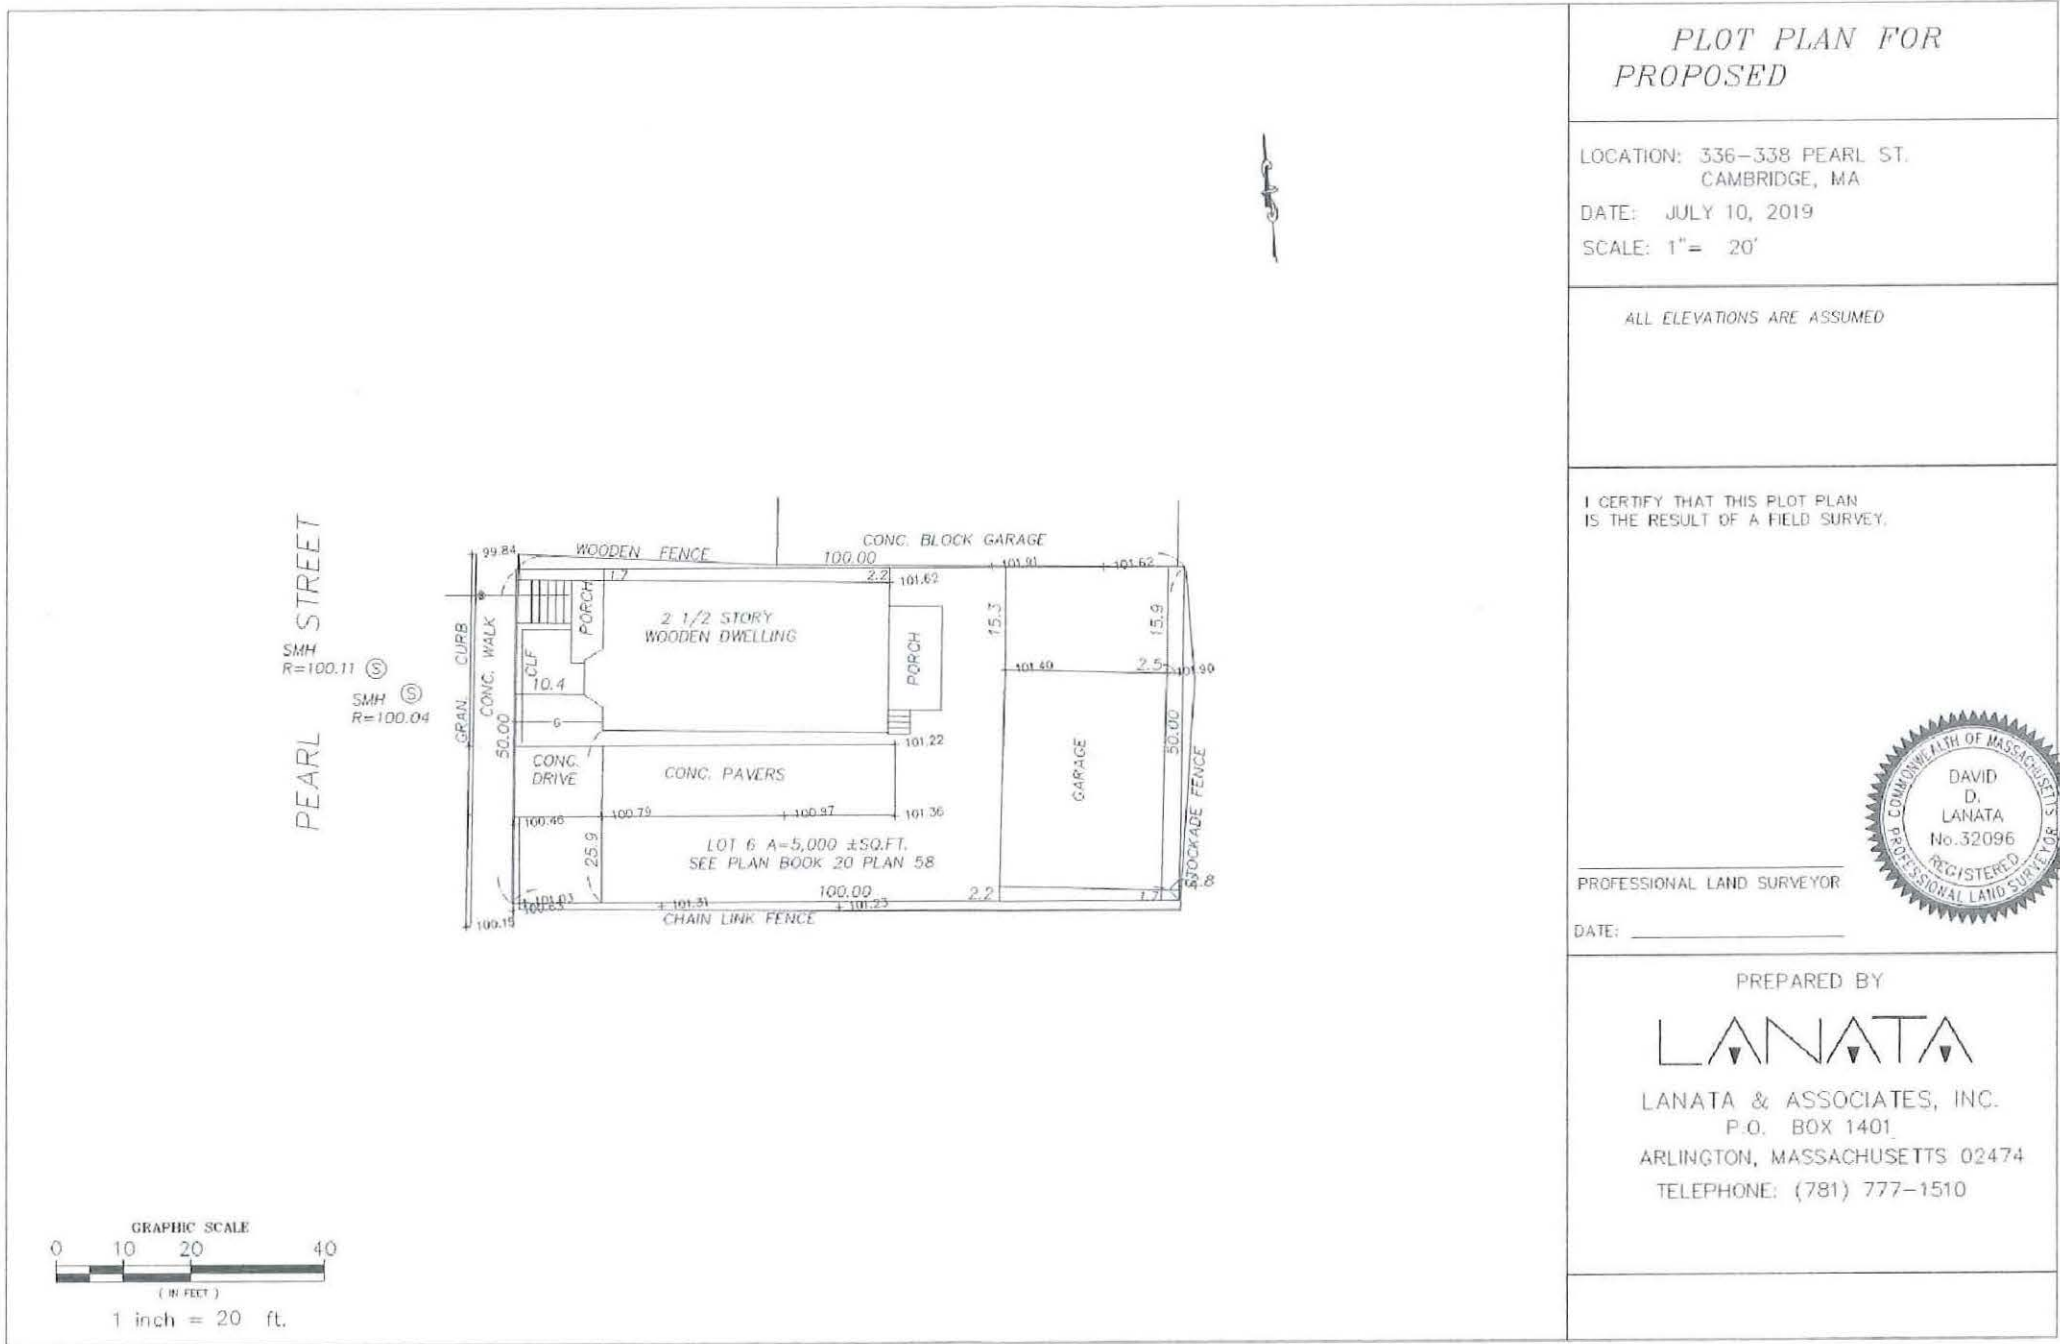 PLOT PLAN FOR
PROPOSED
LOCATION: 336-338 PEARL ST.
CAMBRIDGE, MA
DATE: JULY 10, 2019
SCALE: 1"= 20'
ALL ELEVATIONS ARE ASSUMED
I CERTIFY THAT THIS PLOT PLAN
IS THE RESULT OF A FIELD SURVEY.
COMMONWEALTH OF MASSACHUSETTS
DAVID
D.
LANATA
No.32096
REGISTERED
PROFESSIONAL LAND SURVEYOR
PROFESSIONAL LAND SURVEYOR
DATE:
PREPARED BY
LANATA
LANATA & ASSOCIATES, INC.
P.O. BOX 1401
ARLINGTON, MASSACHUSETTS 02474
TELEPHONE: (781) 777-1510
PEARL STREET
SMH
R=100.11 S
SMH S
R=100.04
GRAN. CURB
CONC. WALK
50.00
99.84
WOODEN FENCE
100.00
CONC. BLOCK GARAGE
101.91
101.62
1.7
2.2
101.62
PORCH
2 1/2 STORY
WOODEN DWELLING
CLF
10.4
G
PORCH
15.3
15.9
101.40
2.5
101.90
101.22
CONC.
DRIVE
CONC. PAVERS
GARAGE
50.00
STOCKADE FENCE
100.46
100.79
100.97
101.36
25.9
LOT 6 A=5,000 ±SQ.FT.
SEE PLAN BOOK 20 PLAN 58
100.00
2.2
1.7
101.03
100.63
101.31
101.23
100.15
CHAIN LINK FENCE
GRAPHIC SCALE
0 10 20 40
( IN FEET )
1 inch = 20 ft.